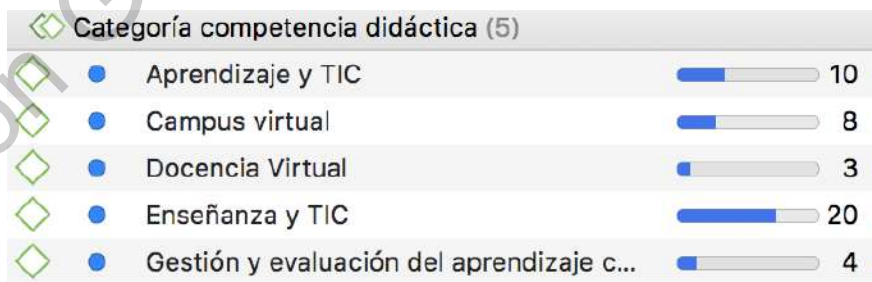 Categoría competencia didáctica (5)
Aprendizaje y TIC 10
Campus virtual 8
Docencia Virtual 3
Enseñanza y TIC 20
Gestión y evaluación del aprendizaje c... 4